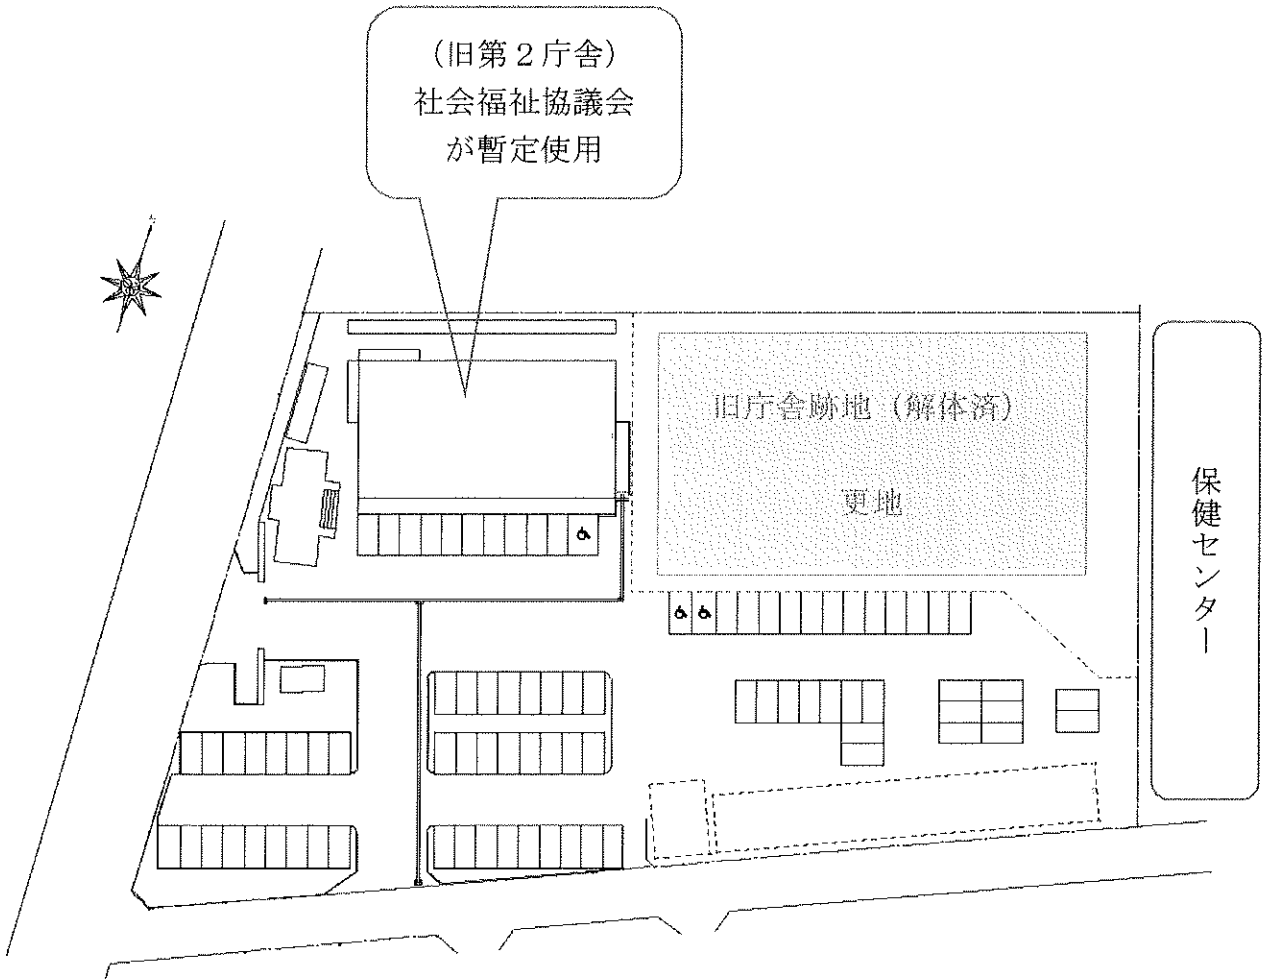 (旧第２庁舎)
社会福祉協議会
が暫定使用
旧庁舎跡地（解体済）
更地
保健センター